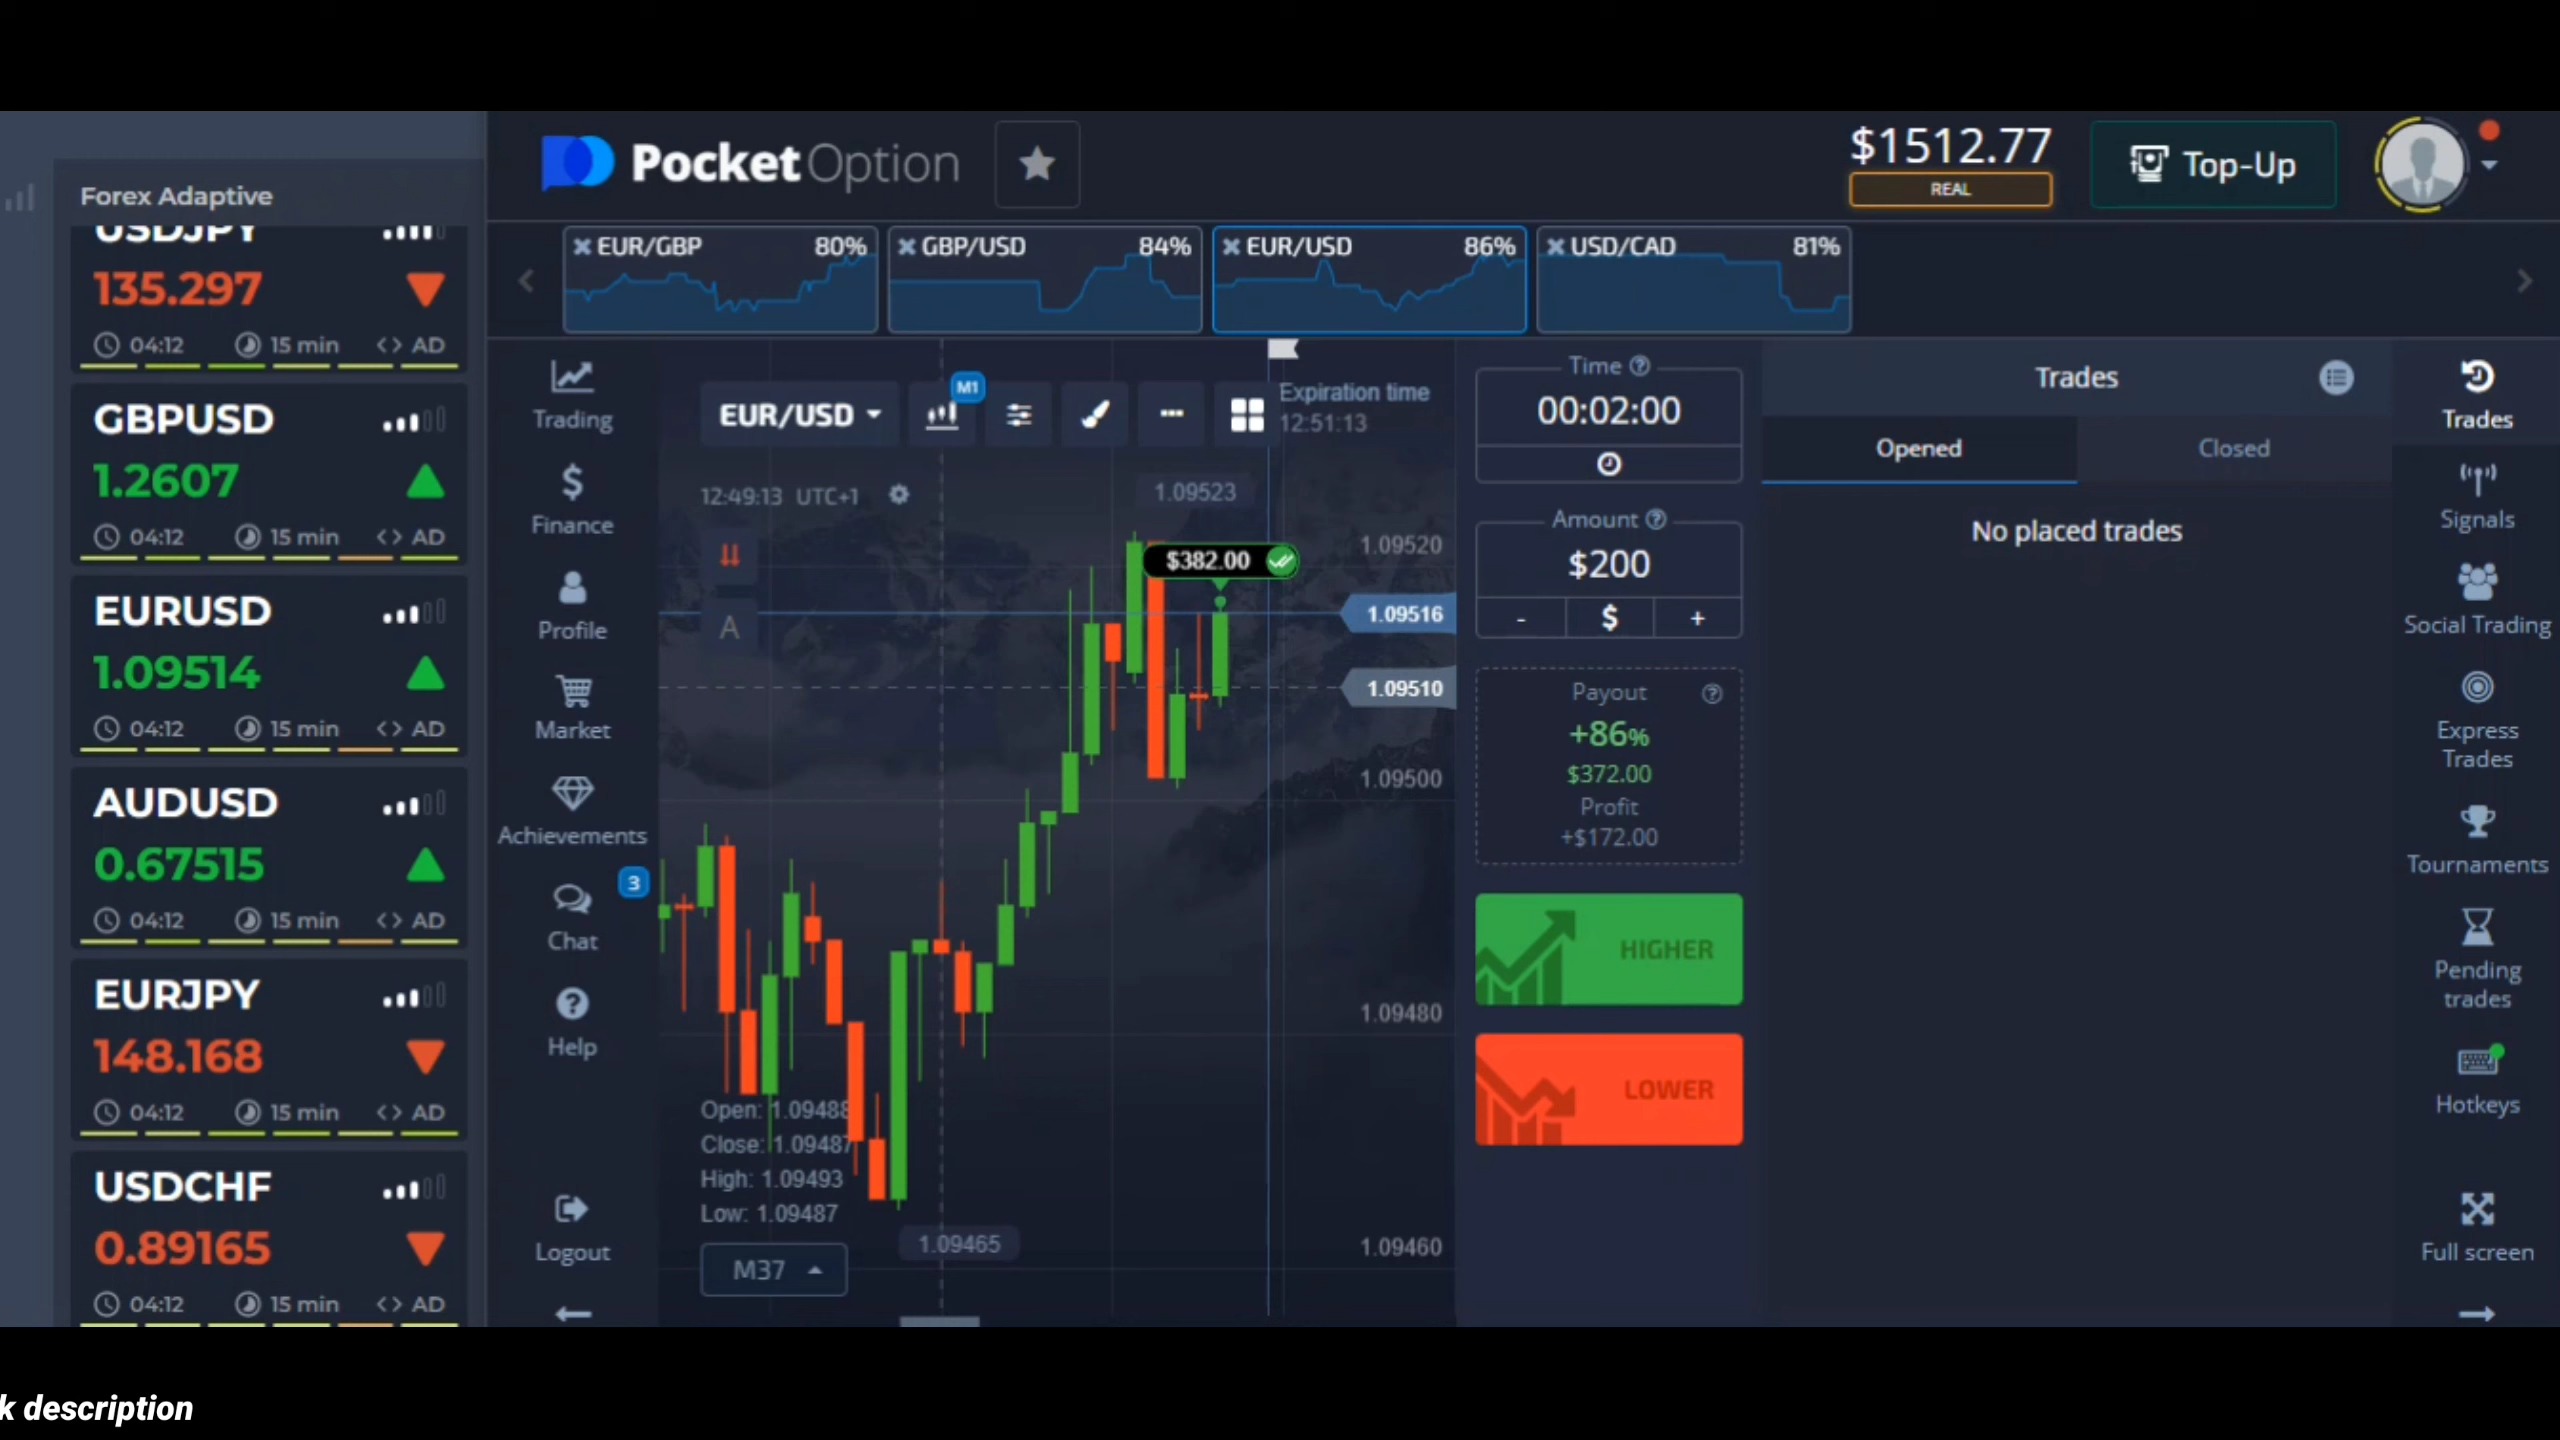 PocketOption
$1512.77
REAL
Top-Up
Forex Adaptive
USDJPY
135.297
04:12 15 min <> AD
GBPUSD
1.2607
04:12 15 min <> AD
EURUSD
1.09514
04:12 15 min <> AD
AUDUSD
0.67515
04:12 15 min <> AD
EURJPY
148.168
04:12 15 min <> AD
USDCHF
0.89165
04:12 15 min <> AD
EUR/GBP 80%
GBP/USD 84%
EUR/USD 86%
USD/CAD 81%
Trading
Finance
Profile
Market
Achievements
3
Chat
Help
Logout
EUR/USD
M1
Expiration time
12:51:13
12:49:13 UTC+1
A
1.09523
$382.00
1.09520
1.09516
1.09510
1.09500
1.09480
1.09460
Open: 1.09488
Close: 1.09487
High: 1.09493
Low: 1.09487
M37
1.09465
Time
00:02:00
Amount
$200
- $ +
Payout
+86%
$372.00
Profit
+$172.00
HIGHER
LOWER
Trades
Opened
Closed
No placed trades
Trades
Signals
Social Trading
Express
Trades
Tournaments
Pending
trades
Hotkeys
Full screen
k description